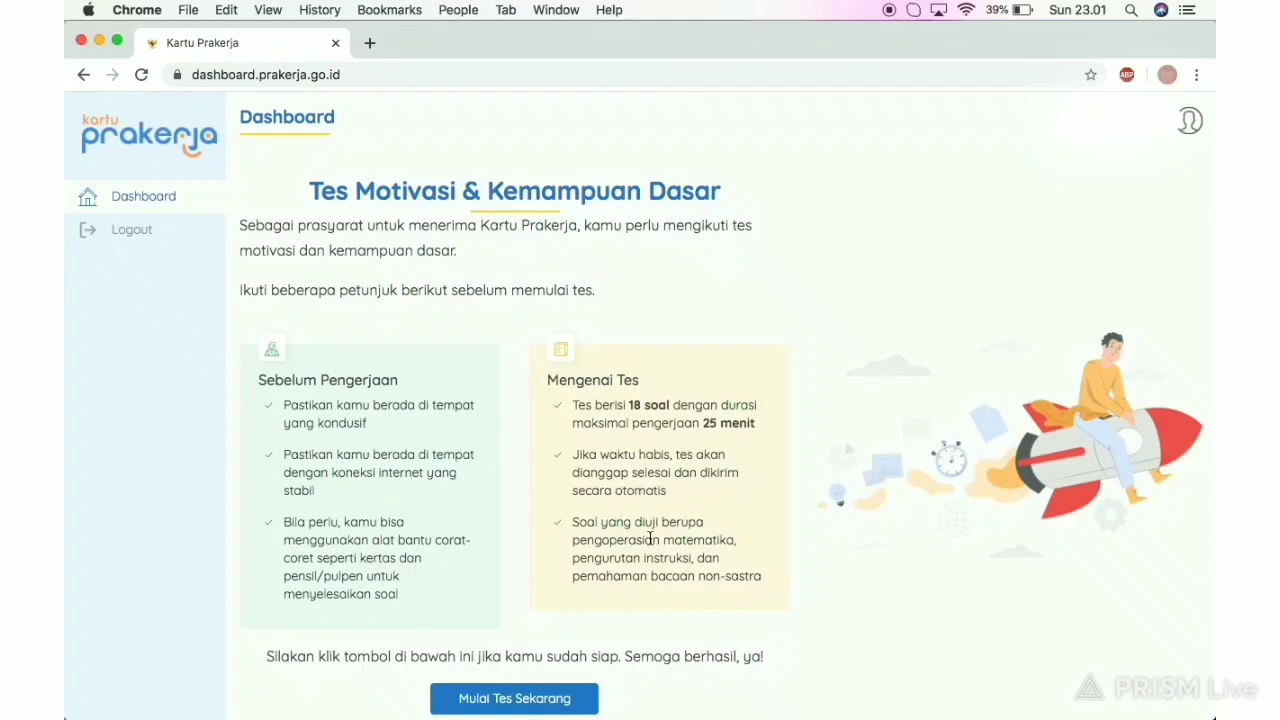 Chrome File Edit View History Bookmarks People Tab Window Help 39% Sun 23.01
Kartu Prakerja
dashboard.prakerja.go.id
ABP
kartu
prakerja
Dashboard
Dashboard
Logout
Tes Motivasi & Kemampuan Dasar
Sebagai prasyarat untuk menerima Kartu Prakerja, kamu perlu mengikuti tes
motivasi dan kemampuan dasar.
Ikuti beberapa petunjuk berikut sebelum memulai tes.
Sebelum Pengerjaan
Pastikan kamu berada di tempat
yang kondusif
Pastikan kamu berada di tempat
dengan koneksi internet yang
stabil
Bila perlu, kamu bisa
menggunakan alat bantu corat-
coret seperti kertas dan
pensil/pulpen untuk
menyelesaikan soal
Mengenai Tes
Tes berisi 18 soal dengan durasi
maksimal pengerjaan 25 menit
Jika waktu habis, tes akan
dianggap selesai dan dikirim
secara otomatis
Soal yang diuji berupa
pengoperasian matematika,
pengurutan instruksi, dan
pemahaman bacaan non-sastra
Silakan klik tombol di bawah ini jika kamu sudah siap. Semoga berhasil, ya!
Mulai Tes Sekarang
PRISM Live